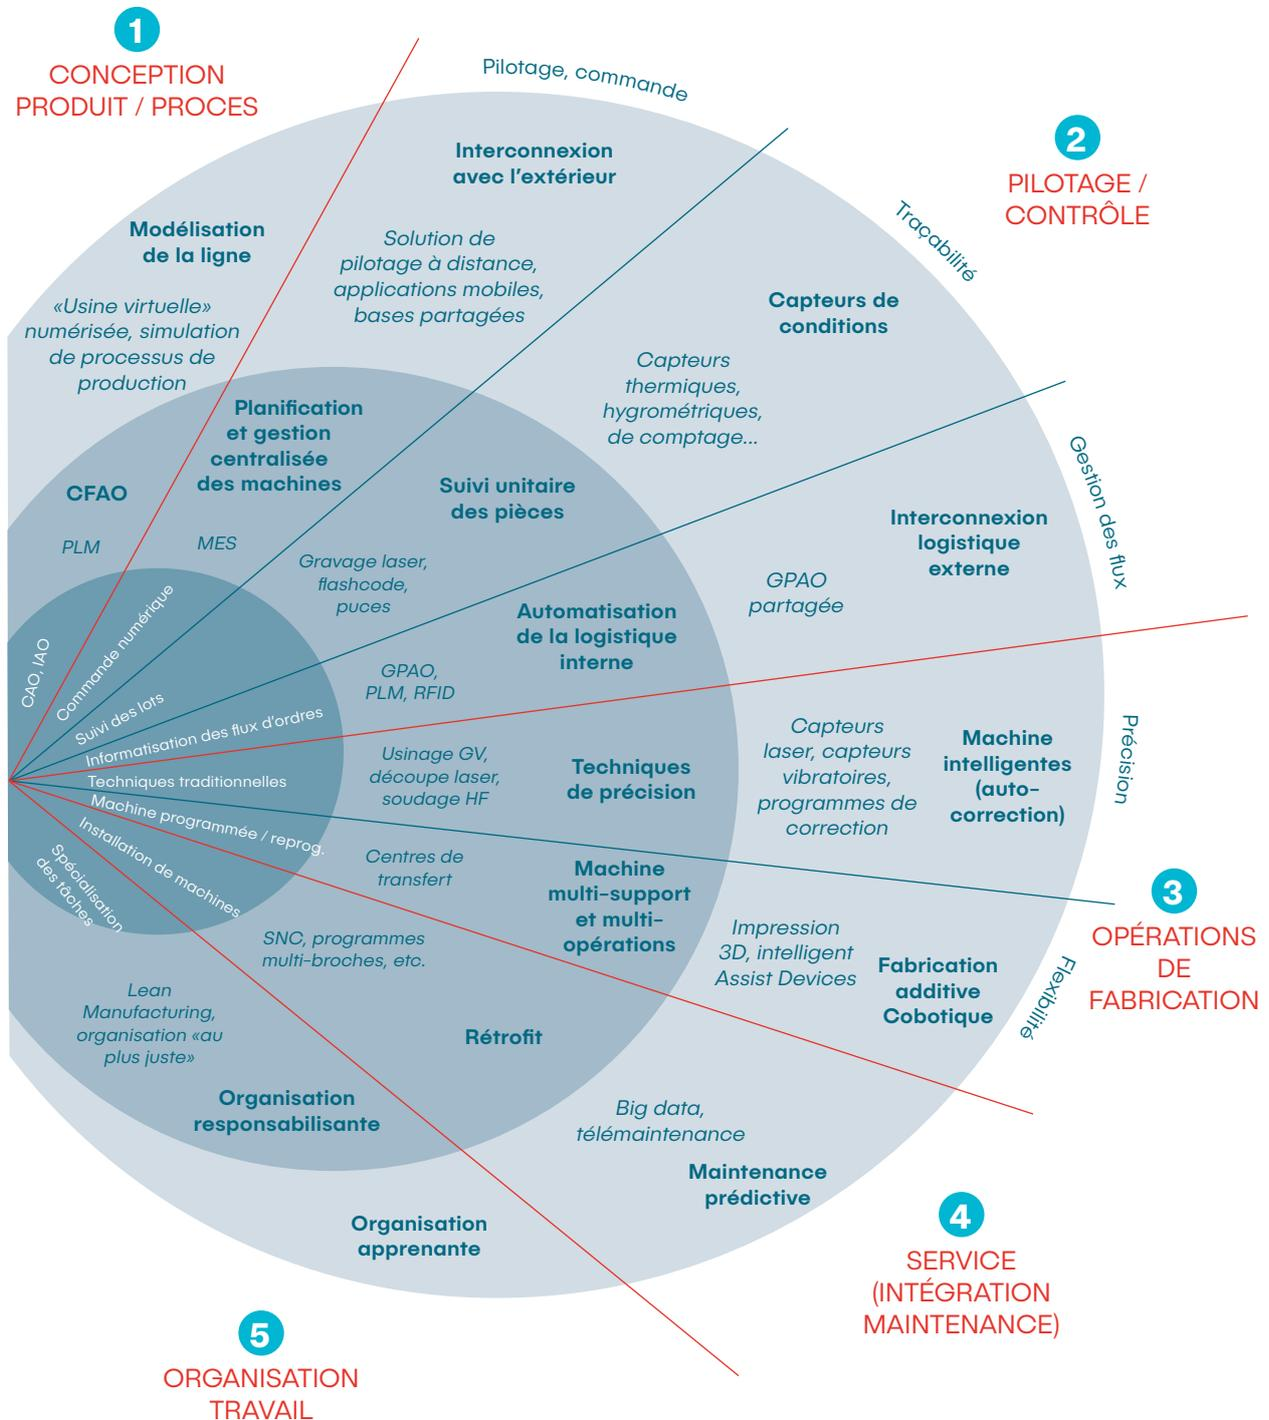 1
CONCEPTION
PRODUIT / PROCES
Modélisation
de la ligne
«Usine virtuelle»
numérisée, simulation
de processus de
production
CFAO
PLM
CAO, IAO
2
PILOTAGE /
CONTRÔLE
Pilotage, commande
Interconnexion
avec l’extérieur
Solution de
pilotage à distance,
applications mobiles,
bases partagées
Planification
et gestion
centralisée
des machines
MES
Commande numérique
Traçabilité
Capteurs de
conditions
Capteurs
thermiques,
hygrométriques,
de comptage...
Suivi unitaire
des pièces
Gravage laser,
flashcode,
puces
Suivi des lots
Gestion des flux
Interconnexion
logistique
externe
GPAO
partagée
Automatisation
de la logistique
interne
GPAO,
PLM, RFID
Informatisation des flux d’ordres
3
OPÉRATIONS
DE
FABRICATION
Précision
Machine
intelligentes
(auto-
correction)
Capteurs
laser, capteurs
vibratoires,
programmes de
correction
Techniques
de précision
Usinage GV,
découpe laser,
soudage HF
Techniques traditionnelles
Flexibilité
Fabrication
additive
Cobotique
Impression
3D, intelligent
Assist Devices
Machine
multi-support
et multi-
opérations
Centres de
transfert
Machine programmée / reprog.
4
SERVICE
(INTÉGRATION
MAINTENANCE)
Big data,
télémaintenance
Maintenance
prédictive
Rétrofit
SNC, programmes
multi-broches, etc.
Installation de machines
5
ORGANISATION
TRAVAIL
Organisation
apprenante
Organisation
responsabilisante
Lean
Manufacturing,
organisation «au
plus juste»
Spécialisation
des tâches